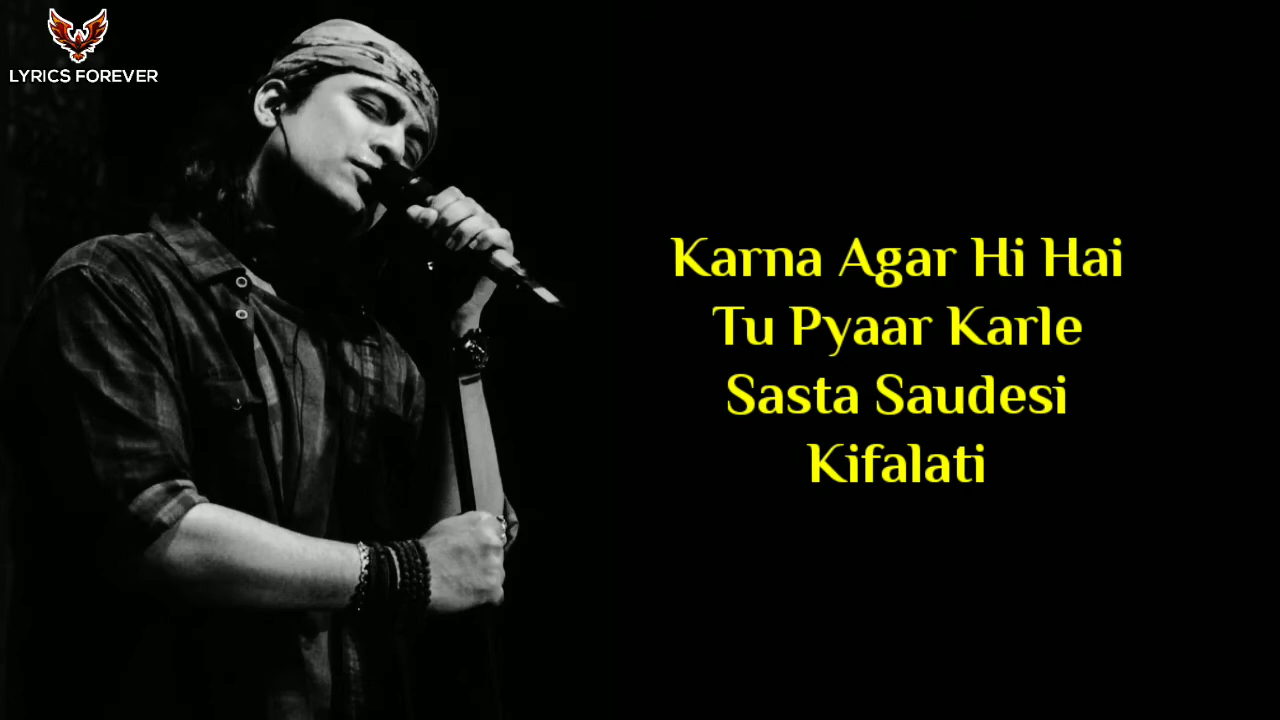 LYRICS FOREVER
Karna Agar Hi Hai
Tu Pyaar Karle
Sasta Saudesi
Kifalati